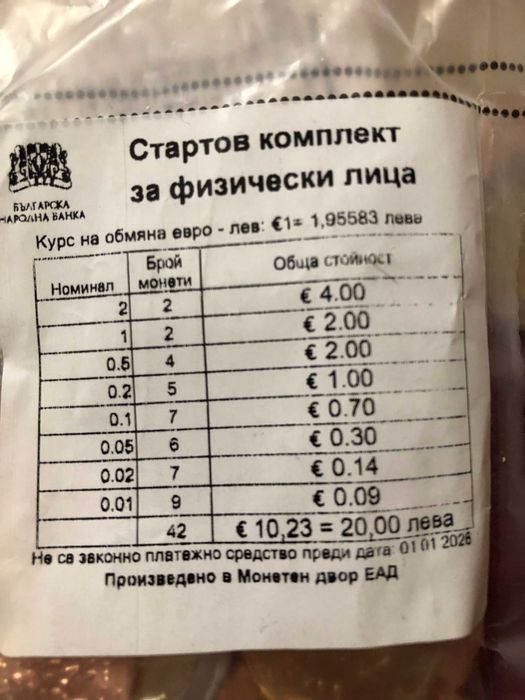 Стартов комплект
за физически лица
БЪЛГАРСКА
НАРОДНА БАНКА
Курс на обмяна евро - лев: €1= 1,95583 лева
Номинал Брой монети Обща стойност
2 2 € 4.00
1 2 € 2.00
0.5 4 € 2.00
0.2 5 € 1.00
0.1 7 € 0.70
0.05 6 € 0.30
0.02 7 € 0.14
0.01 9 € 0.09
42 € 10,23 = 20,00 лева
Не са законно платежно средство преди дата: 01 01 2026
Произведено в Монетен двор ЕАД